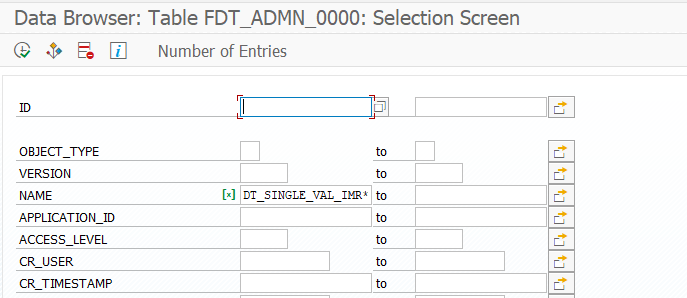 Data Browser: Table FDT_ADMN_0000: Selection Screen
Number of Entries
ID
OBJECT_TYPE to
VERSION to
NAME DT_SINGLE_VAL_IMR* to
APPLICATION_ID to
ACCESS_LEVEL to
CR_USER to
CR_TIMESTAMP to